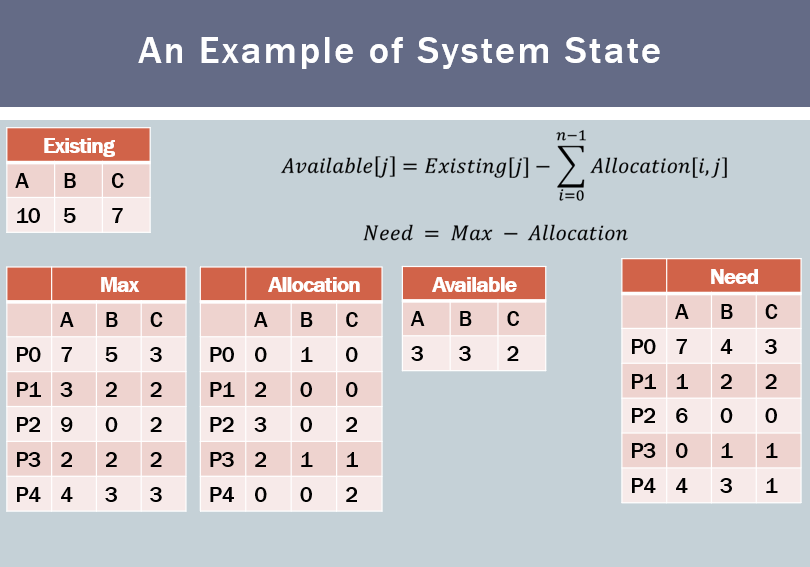 An Example of System State
Existing
A B C
10 5 7
Available[j] = Existing[j] − ∑_{i=0}^{n−1} Allocation[i, j]
Need = Max − Allocation
Max
A B C
P0 7 5 3
P1 3 2 2
P2 9 0 2
P3 2 2 2
P4 4 3 3
Allocation
A B C
P0 0 1 0
P1 2 0 0
P2 3 0 2
P3 2 1 1
P4 0 0 2
Available
A B C
3 3 2
Need
A B C
P0 7 4 3
P1 1 2 2
P2 6 0 0
P3 0 1 1
P4 4 3 1